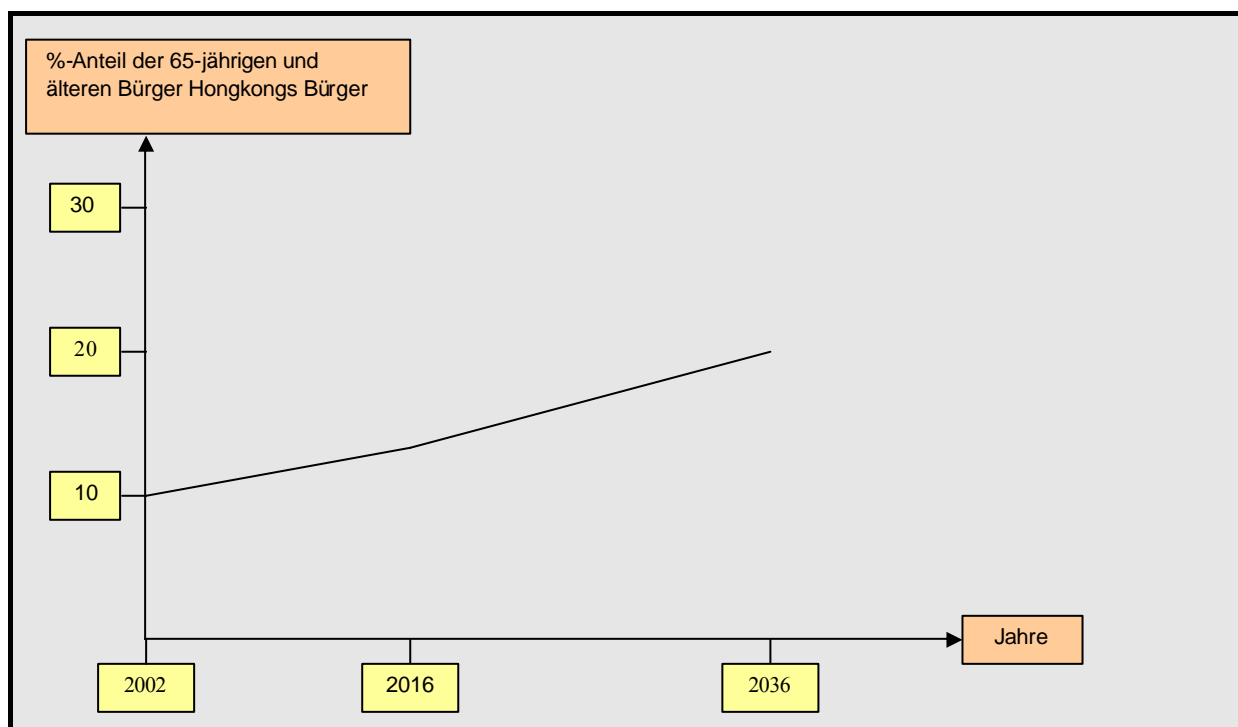 %-Anteil der 65-jährigen und
älteren Bürger Hongkongs Bürger
30
20
10
Jahre
2002
2016
2036